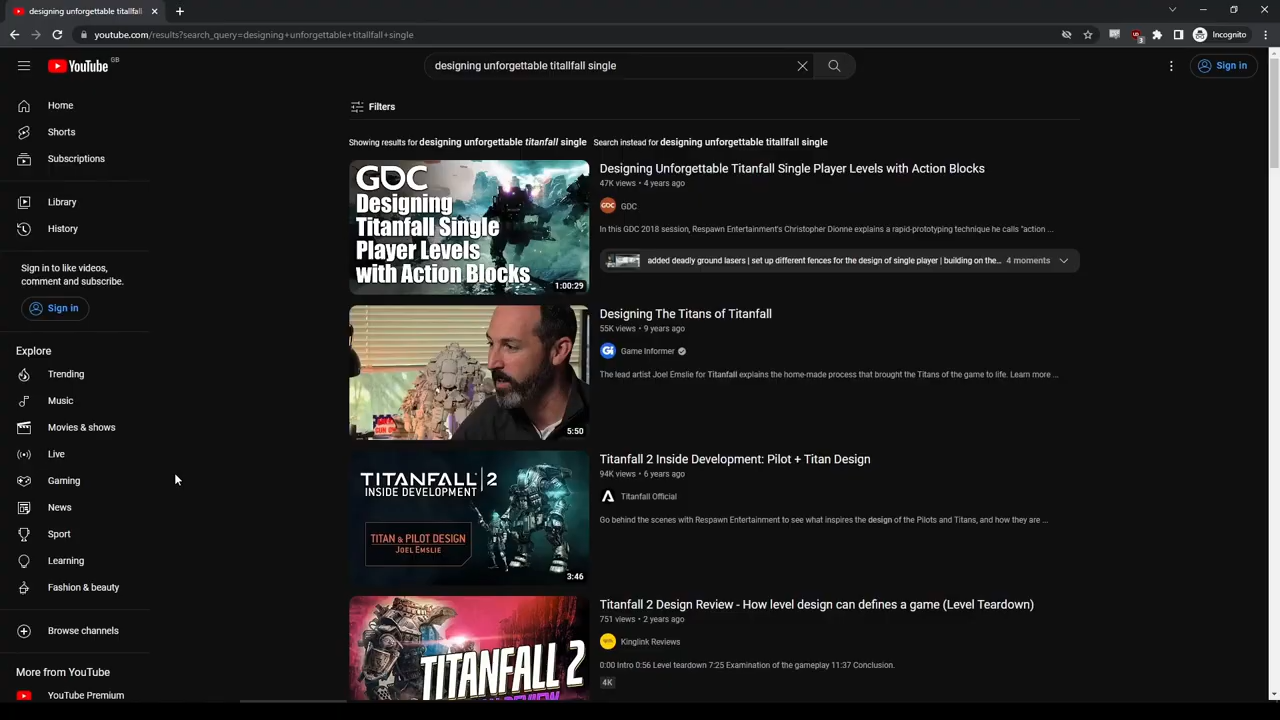 designing unforgettable titallfall
youtube.com/results?search_query=designing+unforgettable+titallfall+single
3
Incognito
YouTube GB
designing unforgettable titallfall single
Sign in
Home
Shorts
Subscriptions
Library
History
Sign in to like videos,
comment and subscribe.
Sign in
Explore
Trending
Music
Movies & shows
Live
Gaming
News
Sport
Learning
Fashion & beauty
Browse channels
More from YouTube
YouTube Premium
Filters
Showing results for designing unforgettable titanfall single Search instead for designing unforgettable titallfall single
GDC
Designing
Titanfall Single
Player Levels
with Action Blocks
1:00:29
Designing Unforgettable Titanfall Single Player Levels with Action Blocks
47K views • 4 years ago
GDC
GDC
In this GDC 2018 session, Respawn Entertainment's Christopher Dionne explains a rapid-prototyping technique he calls "action ...
added deadly ground lasers | set up different fences for the design of single player | building on the... 4 moments
5:50
Designing The Titans of Titanfall
55K views • 9 years ago
Gi
Game Informer
The lead artist Joel Emslie for Titanfall explains the home-made process that brought the Titans of the game to life. Learn more ...
TITANFALL 2
INSIDE DEVELOPMENT
TITAN & PILOT DESIGN
JOEL EMSLIE
3:46
Titanfall 2 Inside Development: Pilot + Titan Design
94K views • 6 years ago
Titanfall Official
Go behind the scenes with Respawn Entertainment to see what inspires the design of the Pilots and Titans, and how they are ...
TITANFALL 2
Titanfall 2 Design Review - How level design can defines a game (Level Teardown)
751 views • 2 years ago
Kinglink Reviews
0:00 Intro 0:56 Level teardown 7:25 Examination of the gameplay 11:37 Conclusion.
4K